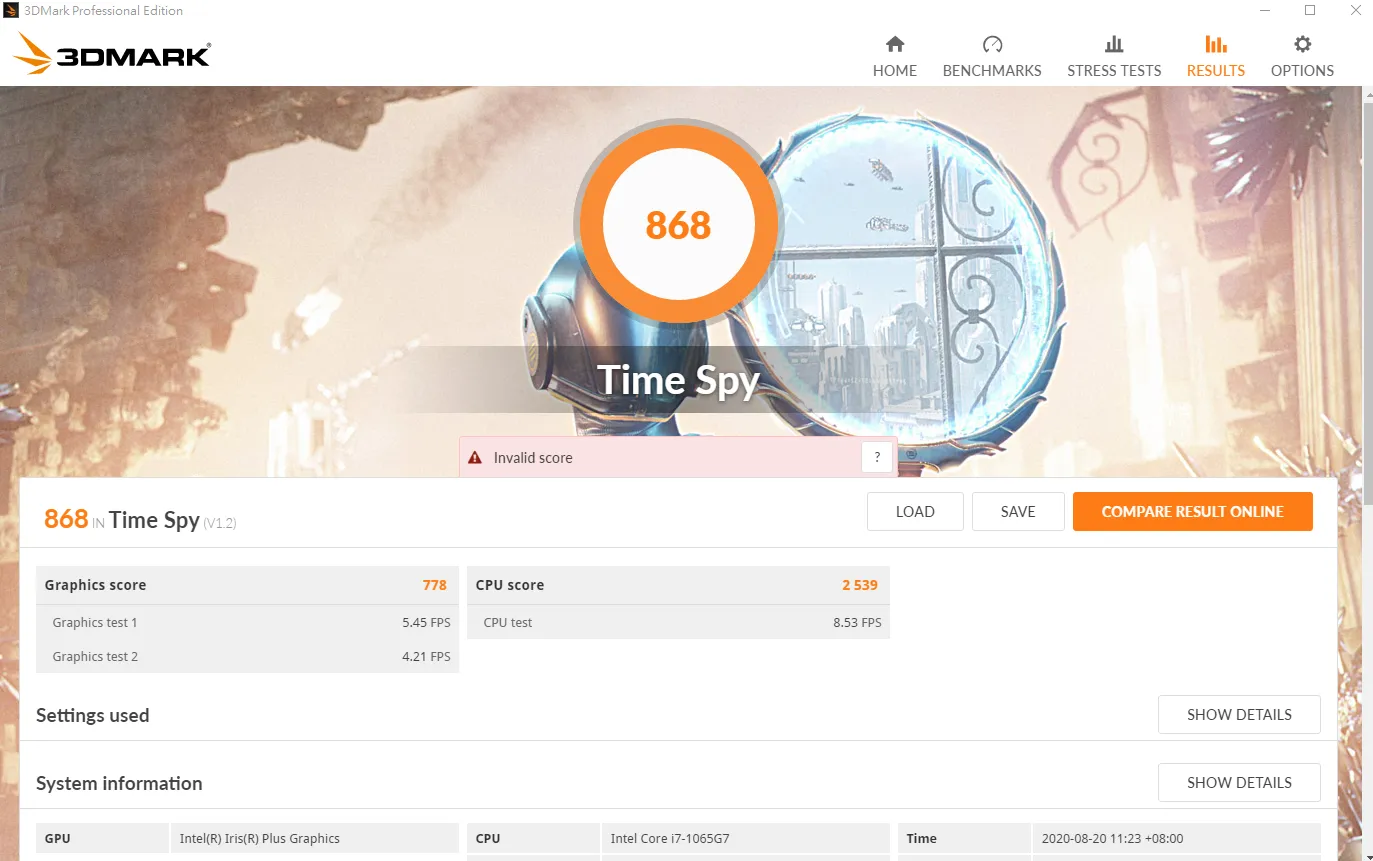 3DMark Professional Edition
3DMARK®
HOME
BENCHMARKS
STRESS TESTS
RESULTS
OPTIONS
868
Time Spy
Invalid score
?
868 IN Time Spy (V1.2)
LOAD
SAVE
COMPARE RESULT ONLINE
Graphics score 778
Graphics test 1 5.45 FPS
Graphics test 2 4.21 FPS
CPU score 2 539
CPU test 8.53 FPS
Settings used
SHOW DETAILS
System information
SHOW DETAILS
GPU Intel(R) Iris(R) Plus Graphics
CPU Intel Core i7-1065G7
Time 2020-08-20 11:23 +08:00